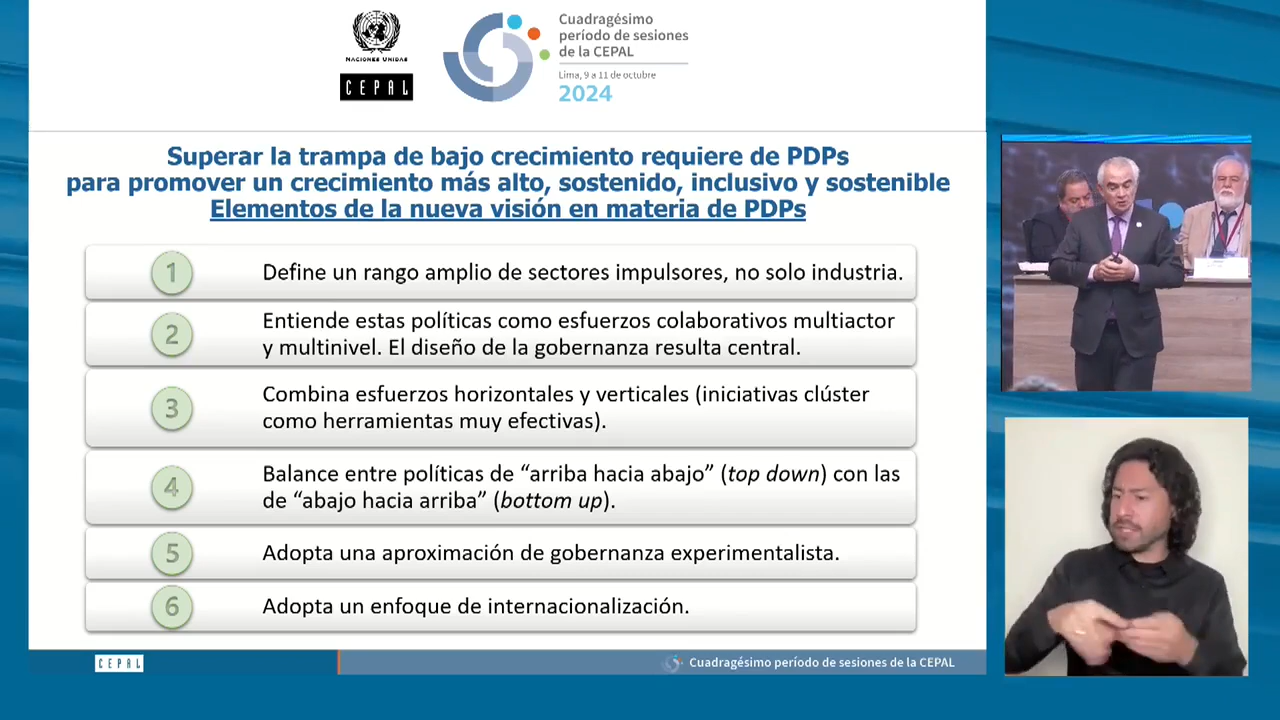 NACIONES UNIDAS
CEPAL
Cuadragésimo
período de sesiones
de la CEPAL
Lima, 9 a 11 de octubre
2024
Superar la trampa de bajo crecimiento requiere de PDPs
para promover un crecimiento más alto, sostenido, inclusivo y sostenible
Elementos de la nueva visión en materia de PDPs
1 Define un rango amplio de sectores impulsores, no solo industria.
2 Entiende estas políticas como esfuerzos colaborativos multiactor
y multinivel. El diseño de la gobernanza resulta central.
3 Combina esfuerzos horizontales y verticales (iniciativas clúster
como herramientas muy efectivas).
4 Balance entre políticas de “arriba hacia abajo” (top down) con las
de “abajo hacia arriba” (bottom up).
5 Adopta una aproximación de gobernanza experimentalista.
6 Adopta un enfoque de internacionalización.
CEPAL
Cuadragésimo período de sesiones de la CEPAL